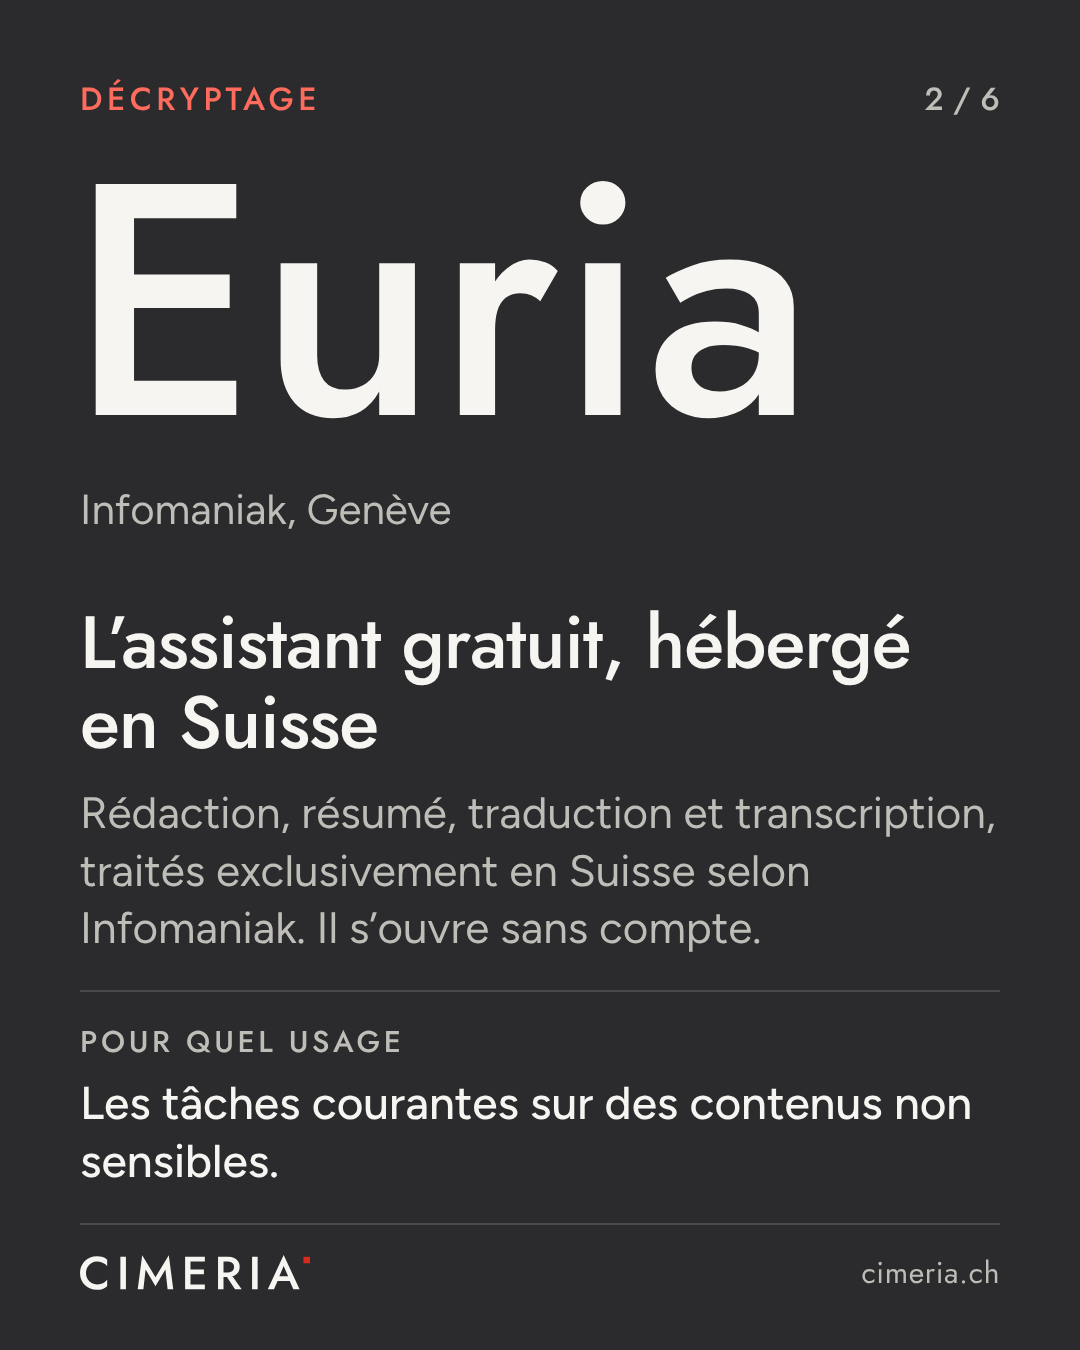 DÉCRYPTAGE
2 / 6
Euria
Infomaniak, Genève
L’assistant gratuit, hébergé
en Suisse
Rédaction, résumé, traduction et transcription,
traités exclusivement en Suisse selon
Infomaniak. Il s’ouvre sans compte.
POUR QUEL USAGE
Les tâches courantes sur des contenus non
sensibles.
CIMERIA
cimeria.ch